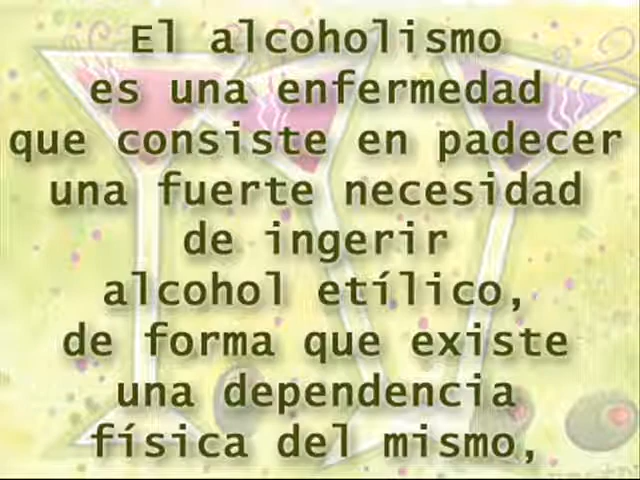 El alcoholismo
es una enfermedad
que consiste en padecer
una fuerte necesidad
de ingerir
alcohol etílico,
de forma que existe
una dependencia
física del mismo,